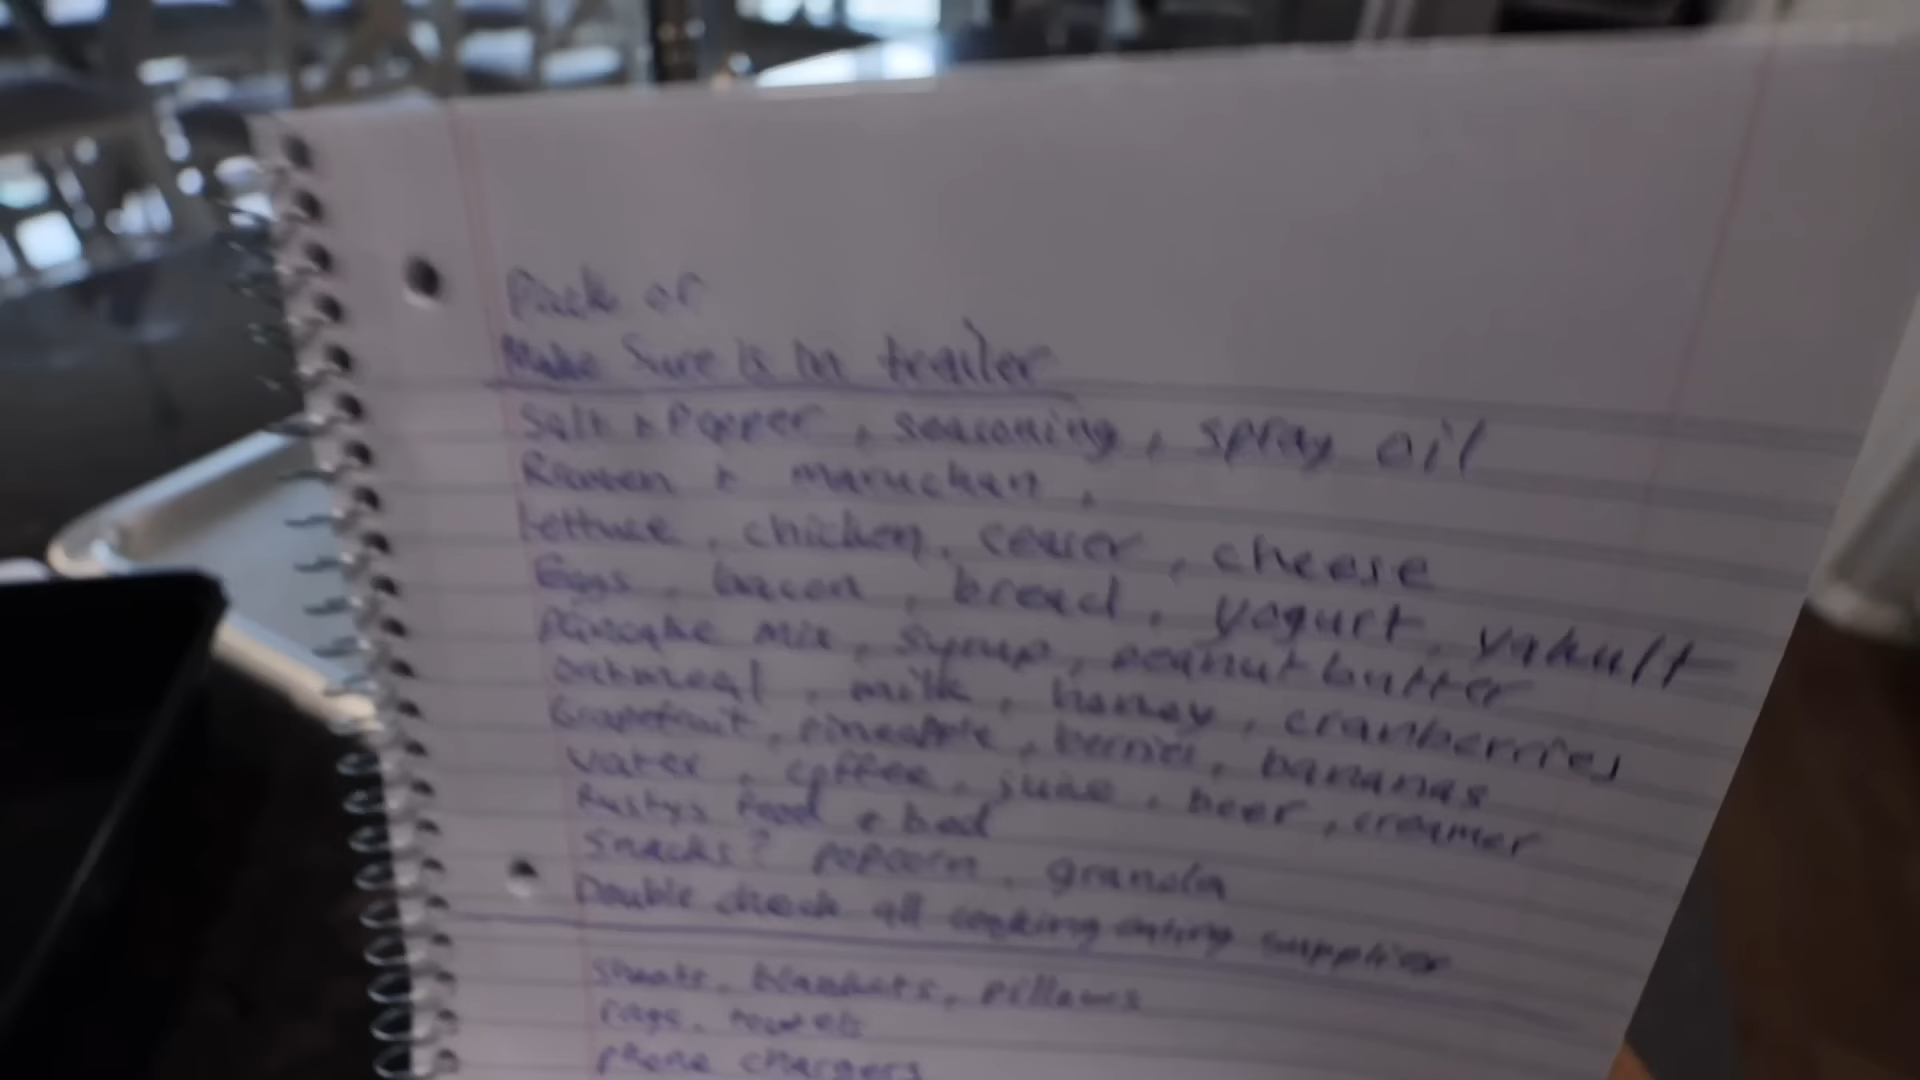 Pack or
Make Sure is in trailer
Salt & Pepper, seasoning, spray oil
Ramen & maruchan,
Lettuce, chicken, ceaser, cheese
Eggs, bacon, bread, yogurt, yakult
Pancake mix, syrup, peanut butter
oatmeal, milk, honey, cranberries
Grapefruit, pineapple, berries, bananas
water, coffee, juice, beer, creamer
Rustys food & bed
Snacks? popcorn, granola
Double check all cooking eating supplies
sheets, blankets, pillows
rags, towels
phone chargers